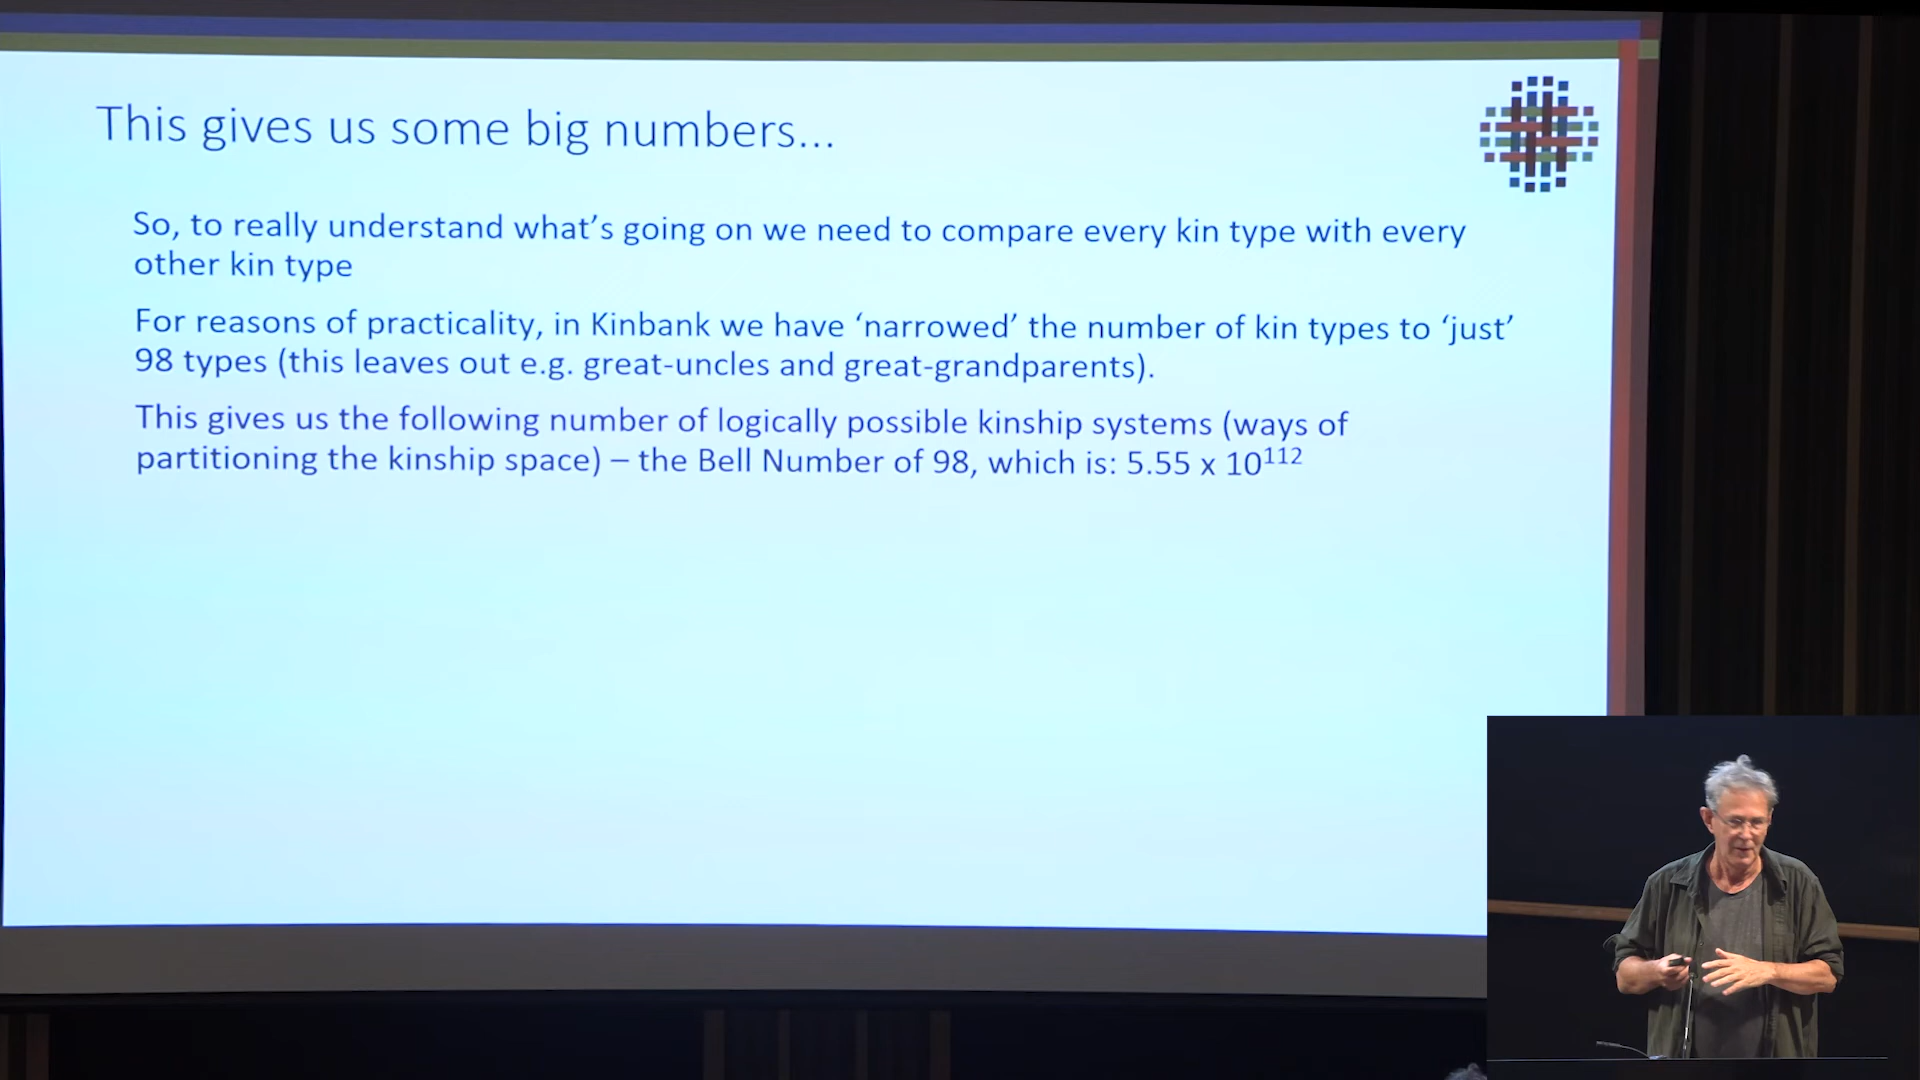 This gives us some big numbers...
So, to really understand what’s going on we need to compare every kin type with every
other kin type
For reasons of practicality, in Kinbank we have ‘narrowed’ the number of kin types to ‘just’
98 types (this leaves out e.g. great-uncles and great-grandparents).
This gives us the following number of logically possible kinship systems (ways of
partitioning the kinship space) – the Bell Number of 98, which is: 5.55 x 10¹¹²